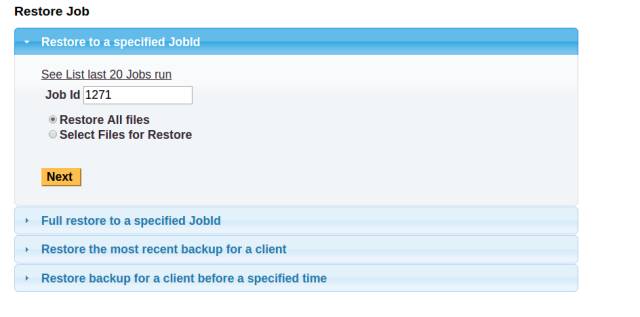 Restore Job
Restore to a specified JobId
See List last 20 Jobs run
Job Id 1271
Restore All files
Select Files for Restore
Next
Full restore to a specified JobId
Restore the most recent backup for a client
Restore backup for a client before a specified time